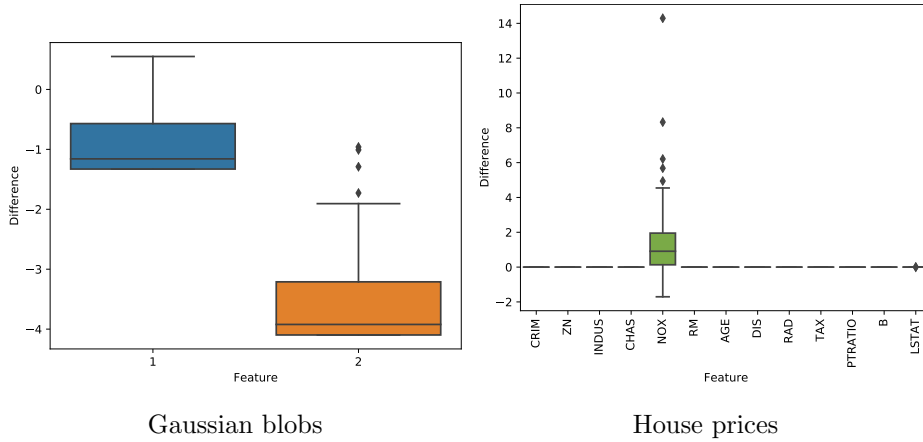 Difference
0
−1
−2
−3
−4
1
2
Feature
Gaussian blobs
Difference
14
12
10
8
6
4
2
0
−2
CRIM
ZN
INDUS
CHAS
NOX
RM
AGE
DIS
RAD
TAX
PTRATIO
B
LSTAT
Feature
House prices